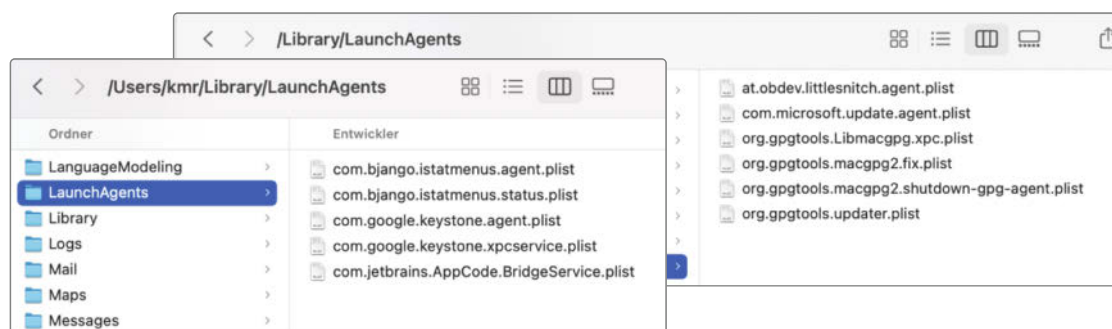 /Library/LaunchAgents
at.obdev.littlesnitch.agent.plist
com.microsoft.update.agent.plist
org.gpgtools.Libmacgpg.xpc.plist
org.gpgtools.macgpg2.fix.plist
org.gpgtools.macgpg2.shutdown-gpg-agent.plist
org.gpgtools.updater.plist
/Users/kmr/Library/LaunchAgents
Ordner
LanguageModeling
LaunchAgents
Library
Logs
Mail
Maps
Messages
Entwickler
com.bjango.istatmenus.agent.plist
com.bjango.istatmenus.status.plist
com.google.keystone.agent.plist
com.google.keystone.xpcservice.plist
com.jetbrains.AppCode.BridgeService.plist